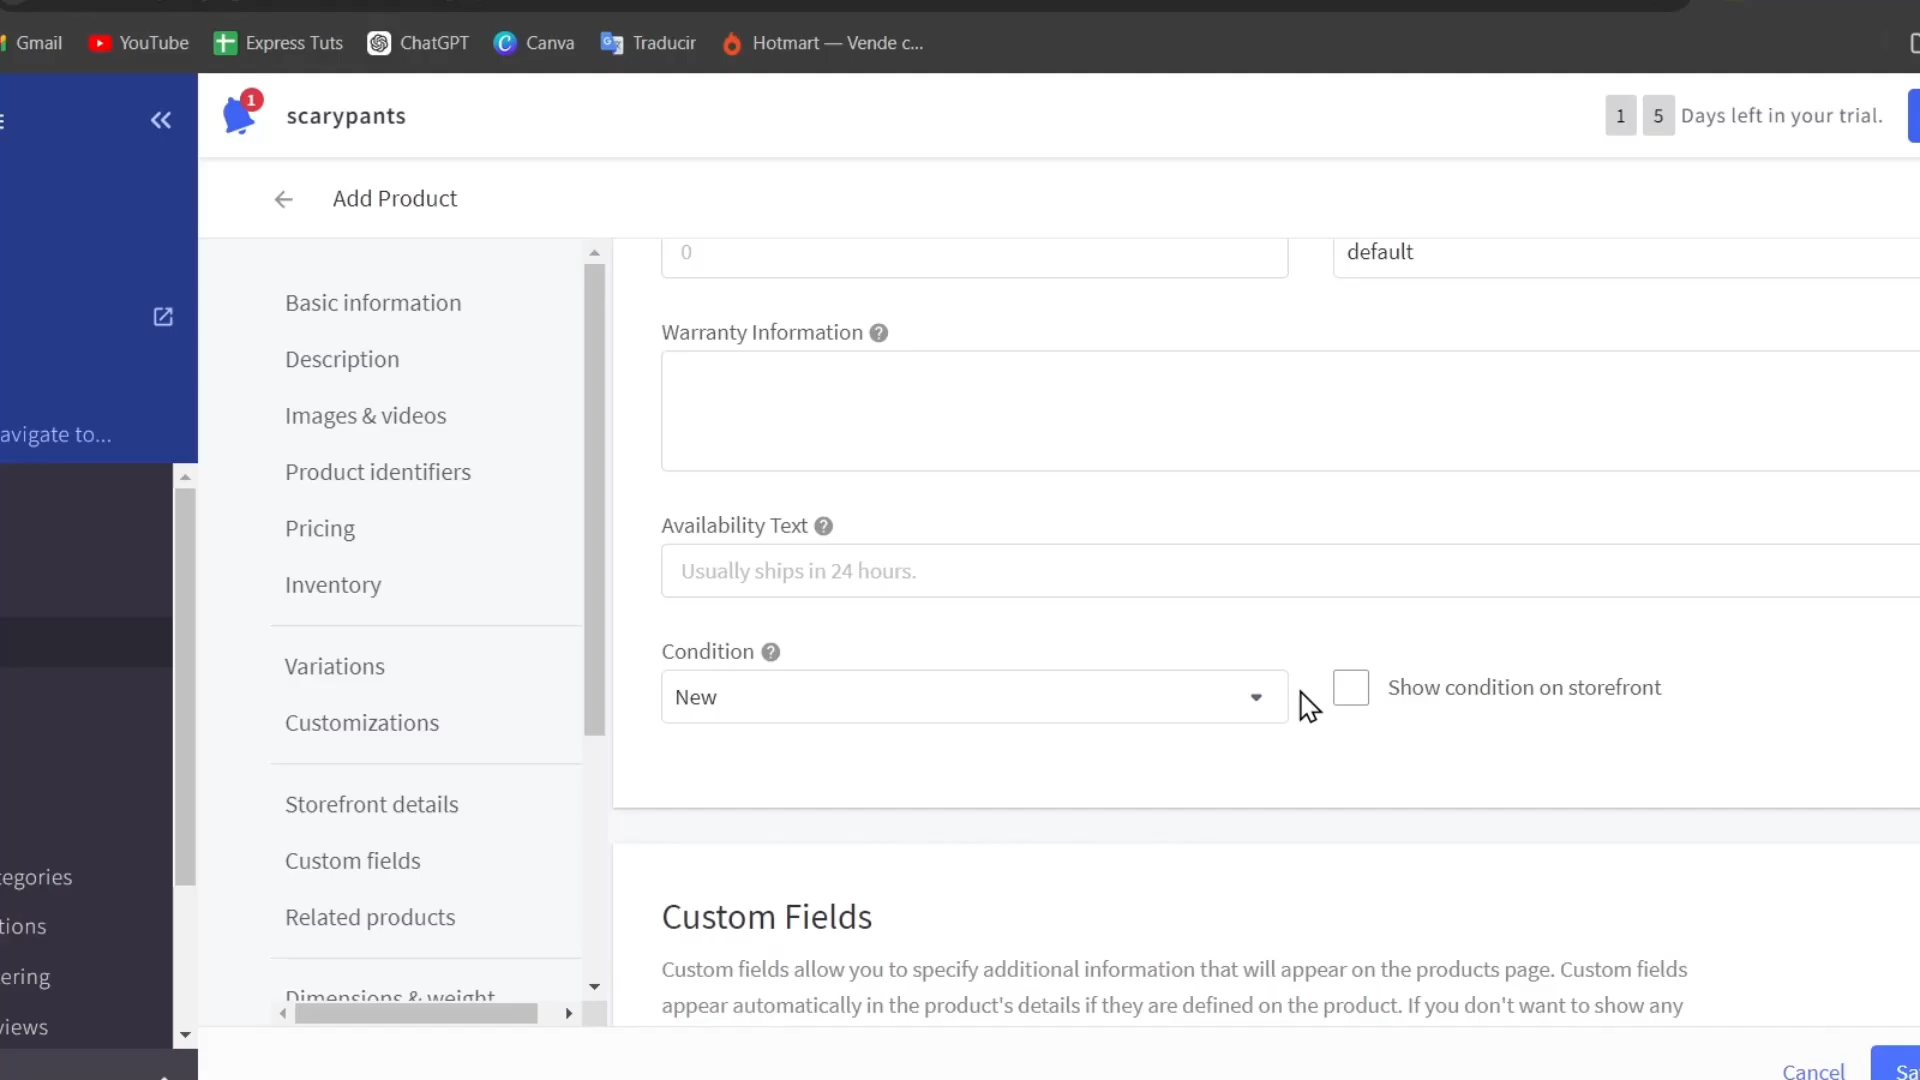 Gmail
YouTube
Express Tuts
ChatGPT
Canva
Traducir
Hotmart — Vende c...
1
scarypants
1 5 Days left in your trial.
Add Product
avigate to...
egories
tions
ering
views
Basic information
Description
Images & videos
Product identifiers
Pricing
Inventory
Variations
Customizations
Storefront details
Custom fields
Related products
Dimensions & weight
0
default
Warranty Information
Availability Text
Usually ships in 24 hours.
Condition
New
Show condition on storefront
Custom Fields
Custom fields allow you to specify additional information that will appear on the products page. Custom fields
appear automatically in the product's details if they are defined on the product. If you don't want to show any
Cancel
Sa